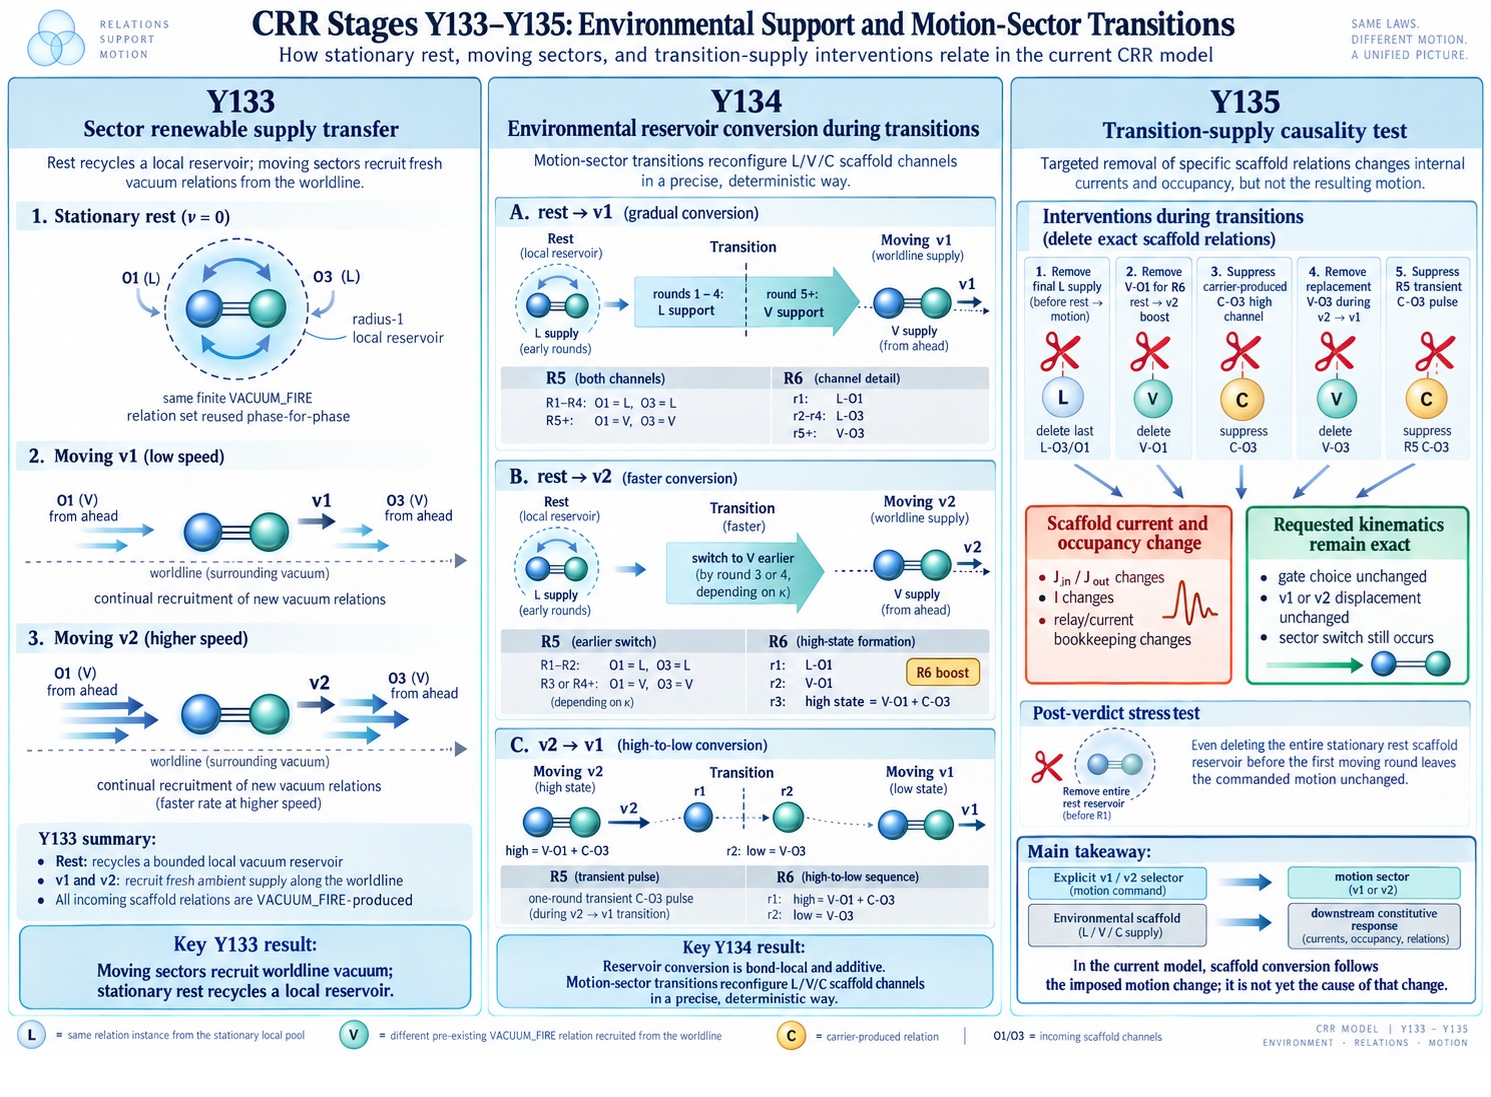 RELATIONS
SUPPORT
MOTION
CRR Stages Y133–Y135: Environmental Support and Motion-Sector Transitions
How stationary rest, moving sectors, and transition-supply interventions relate in the current CRR model
SAME LAWS.
DIFFERENT MOTION.
A UNIFIED PICTURE.
Y133
Sector renewable supply transfer
Rest recycles a local reservoir; moving sectors recruit fresh
vacuum relations from the worldline.
1. Stationary rest (v = 0)
O1 (L)
O3 (L)
radius-1
local reservoir
same finite VACUUM_FIRE
relation set reused phase-for-phase
2. Moving v1 (low speed)
O1 (V)
from ahead
v1
O3 (V)
from ahead
worldline (surrounding vacuum)
continual recruitment of new vacuum relations
3. Moving v2 (higher speed)
O1 (V)
from ahead
v2
O3 (V)
from ahead
worldline (surrounding vacuum)
continual recruitment of new vacuum relations
(faster rate at higher speed)
Y133 summary:
• Rest: recycles a bounded local vacuum reservoir
• v1 and v2: recruit fresh ambient supply along the worldline
• All incoming scaffold relations are VACUUM_FIRE-produced
Key Y133 result:
Moving sectors recruit worldline vacuum;
stationary rest recycles a local reservoir.
Y134
Environmental reservoir conversion during transitions
Motion-sector transitions reconfigure L/V/C scaffold channels
in a precise, deterministic way.
A. rest → v1 (gradual conversion)
Rest
(local reservoir)
L supply
(early rounds)
Transition
rounds 1 – 4:
L support
round 5+:
V support
Moving v1
(worldline supply)
v1
V supply
(from ahead)
R5 (both channels)
R1–R4: O1 = L, O3 = L
R5+: O1 = V, O3 = V
R6 (channel detail)
r1: L-O1
r2-r4: L-O3
r5+: V-O3
B. rest → v2 (faster conversion)
Rest
(local reservoir)
L supply
(early rounds)
Transition
(faster)
switch to V earlier
(by round 3 or 4,
depending on κ)
Moving v2
(worldline supply)
v2
V supply
(from ahead)
R5 (earlier switch)
R1–R2: O1 = L, O3 = L
R3 or R4+: O1 = V, O3 = V
(depending on κ)
R6 (high-state formation)
r1: L-O1
r2: V-O1
r3: high state = V-O1 + C-O3
R6 boost
C. v2 → v1 (high-to-low conversion)
Moving v2
(high state)
v2
high = V-O1 + C-O3
Transition
r1
r2
r2: low = V-O3
Moving v1
(low state)
v1
R5 (transient pulse)
one-round transient C-O3 pulse
(during v2 → v1 transition)
R6 (high-to-low sequence)
r1: high = V-O1 + C-O3
r2: low = V-O3
Key Y134 result:
Reservoir conversion is bond-local and additive.
Motion-sector transitions reconfigure L/V/C scaffold channels
in a precise, deterministic way.
Y135
Transition-supply causality test
Targeted removal of specific scaffold relations changes internal
currents and occupancy, but not the resulting motion.
Interventions during transitions
(delete exact scaffold relations)
1. Remove
final L supply
(before rest →
motion)
L
delete last
L-O3/O1
2. Remove
V-O1 for R6
rest → v2
boost
V
delete
V-O1
3. Suppress
carrier-produced
C-O3 high
channel
C
suppress
C-O3
4. Remove
replacement
V-O3 during
v2 → v1
V
delete
V-O3
5. Suppress
R5 transient
C-O3 pulse
C
suppress
R5 C-O3
Scaffold current and
occupancy change
• J_in / J_out changes
• I changes
• relay/current
bookkeeping changes
Requested kinematics
remain exact
• gate choice unchanged
• v1 or v2 displacement
unchanged
• sector switch still occurs
Post-verdict stress test
Remove entire
rest reservoir
(before R1)
Even deleting the entire stationary rest scaffold
reservoir before the first moving round leaves
the commanded motion unchanged.
Main takeaway:
Explicit v1 / v2 selector
(motion command)
motion sector
(v1 or v2)
Environmental scaffold
(L / V / C supply)
downstream constitutive
response
(currents, occupancy, relations)
In the current model, scaffold conversion follows
the imposed motion change; it is not yet the cause of that change.
L = same relation instance from the stationary local pool
V = different pre-existing VACUUM_FIRE relation recruited from the worldline
C = carrier-produced relation
O1/O3 = incoming scaffold channels
CRR MODEL | Y133 – Y135
ENVIRONMENT · RELATIONS · MOTION